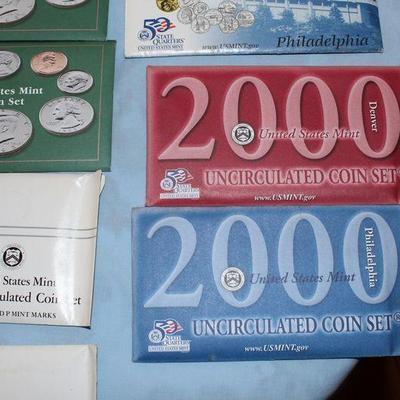 50
STATE
QUARTERS
UNITED STATES MINT
www.USMINT.gov
Philadelphia
States Mint
Set
2000
Denver
United States Mint
50
STATE
QUARTERS
UNITED STATES MINT
UNCIRCULATED COIN SET®
www.USMINT.gov
States Mint
Coin Set
D P MINT MARKS
2000
Philadelphia
United States Mint
50
STATE
QUARTERS
UNITED STATES MINT
UNCIRCULATED COIN SET®
www.USMINT.gov